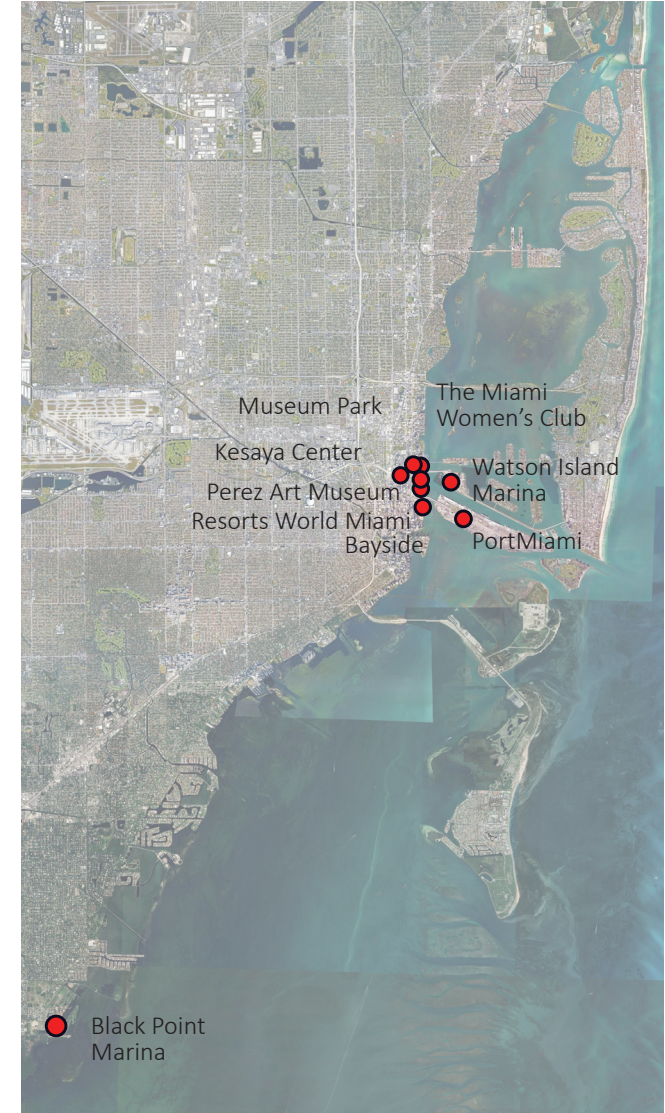 The Miami
Women’s Club
Museum Park
Kesaya Center
Watson Island
Marina
Perez Art Museum
Resorts World Miami
Bayside
PortMiami
Black Point
Marina